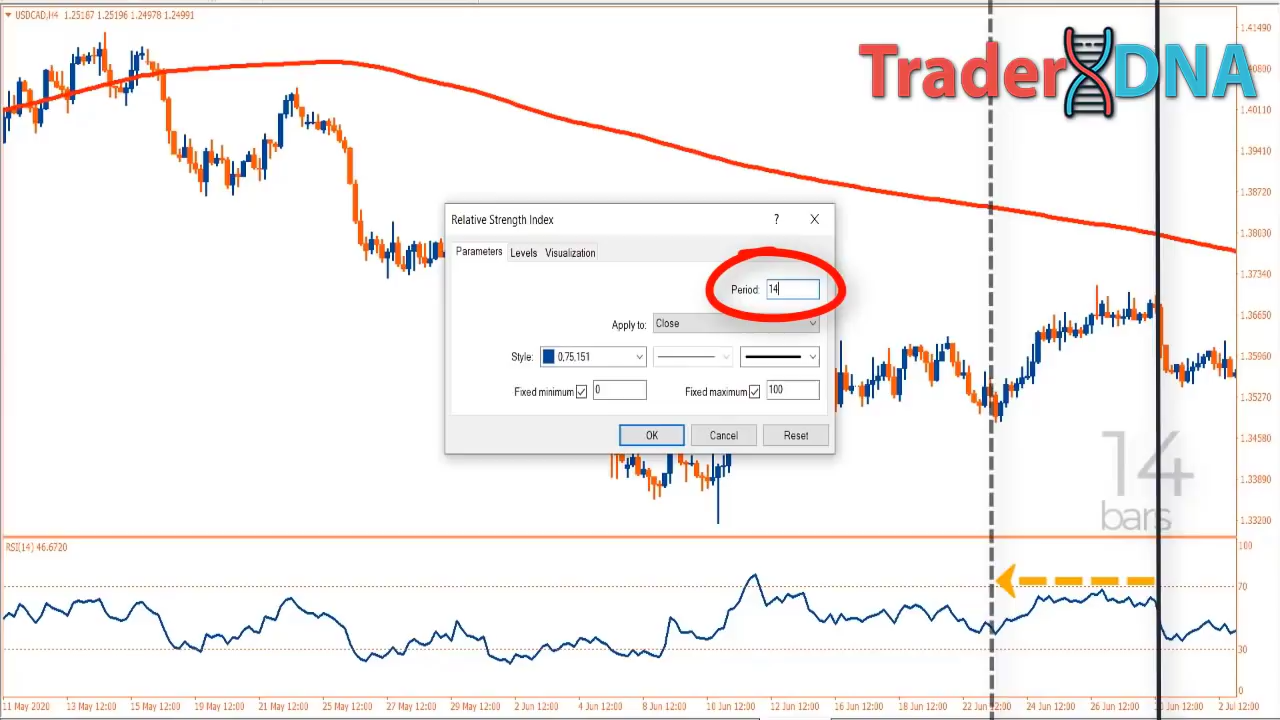 USDCAD,H4 1.25187 1.25196 1.24978 1.24991
TraderDNA
1.41490
1.40110
1.39410
1.38720
1.38030
1.37340
1.36650
1.35960
1.35270
1.34580
1.33890
1.33200
Relative Strength Index
?
X
Parameters
Levels
Visualization
Period: 14
Apply to: Close
Style: 0,75,151
Fixed minimum 0
Fixed maximum 100
OK
Cancel
Reset
14
bars
RSI(14) 46.6720
100
70
30
0
11 May 2020
13 May 12:00
15 May 12:00
19 May 12:00
21 May 12:00
25 May 12:00
27 May 12:00
29 May 12:00
2 Jun 12:00
4 Jun 12:00
8 Jun 12:00
10 Jun 12:00
12 Jun 12:00
16 Jun 12:00
18 Jun 12:00
24 Jun 12:00
26 Jun 12:00
Jun 12:00
2 Jul 12:00